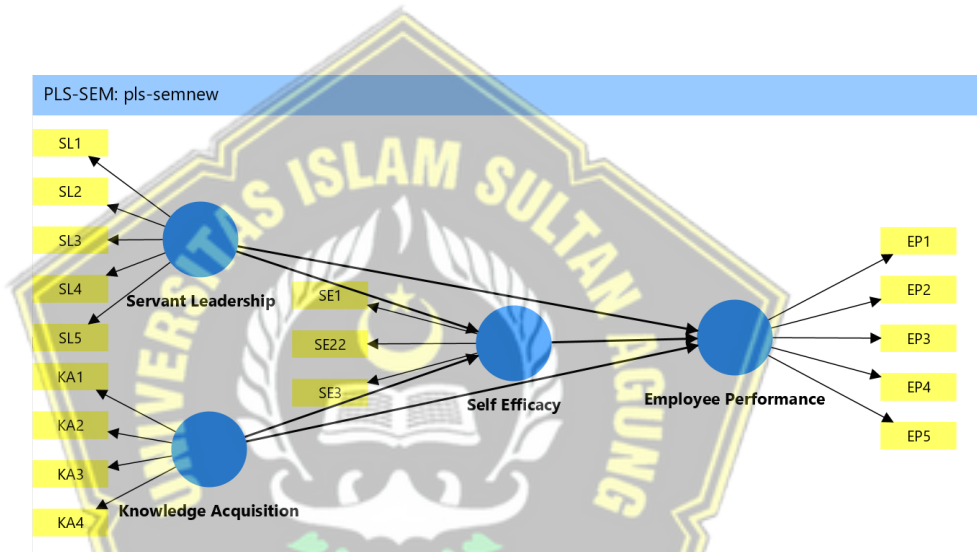 PLS-SEM: pls-semnew
SL1
SL2
SL3
SL4
SL5
Servant Leadership
KA1
KA2
KA3
KA4
Knowledge Acquisition
SE1
SE22
SE3
Self Efficacy
Employee Performance
EP1
EP2
EP3
EP4
EP5
UNIVERSITAS ISLAM SULTAN AGUNG